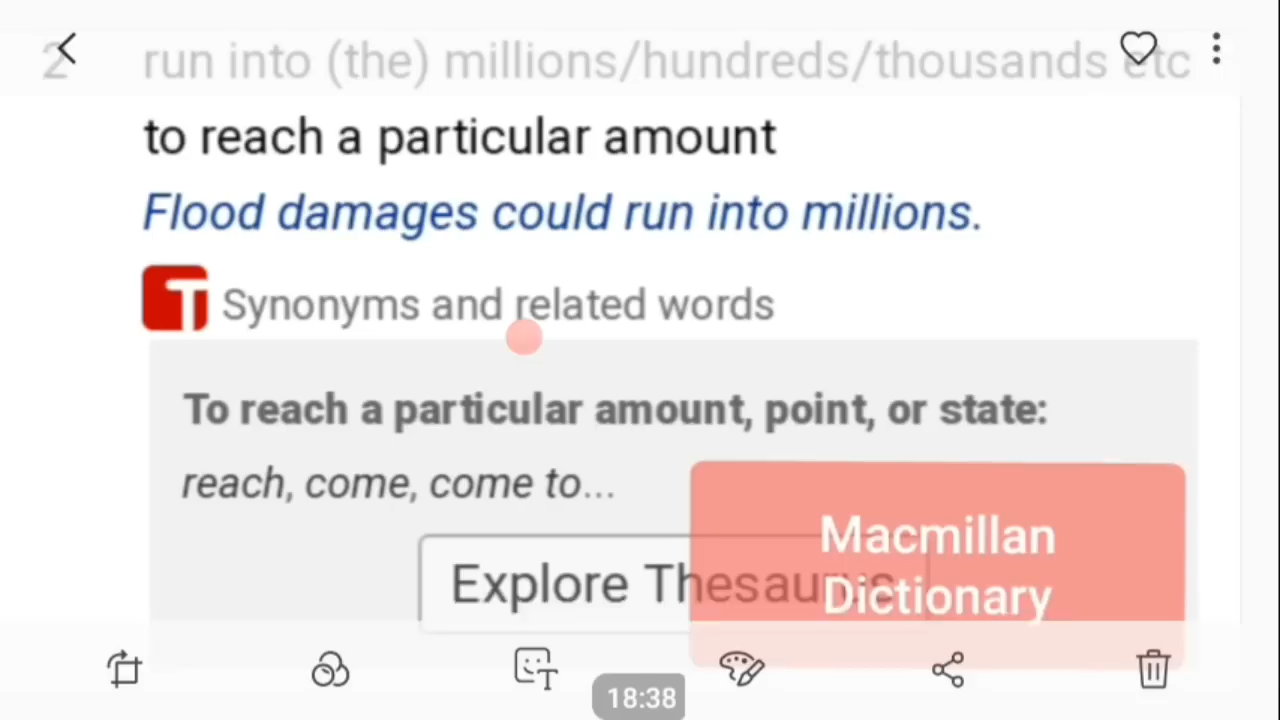 2 run into (the) millions/hundreds/thousands etc
to reach a particular amount
Flood damages could run into millions.
T Synonyms and related words
To reach a particular amount, point, or state:
reach, come, come to...
Explore Thesaurus
Macmillan
Dictionary
T
18:38